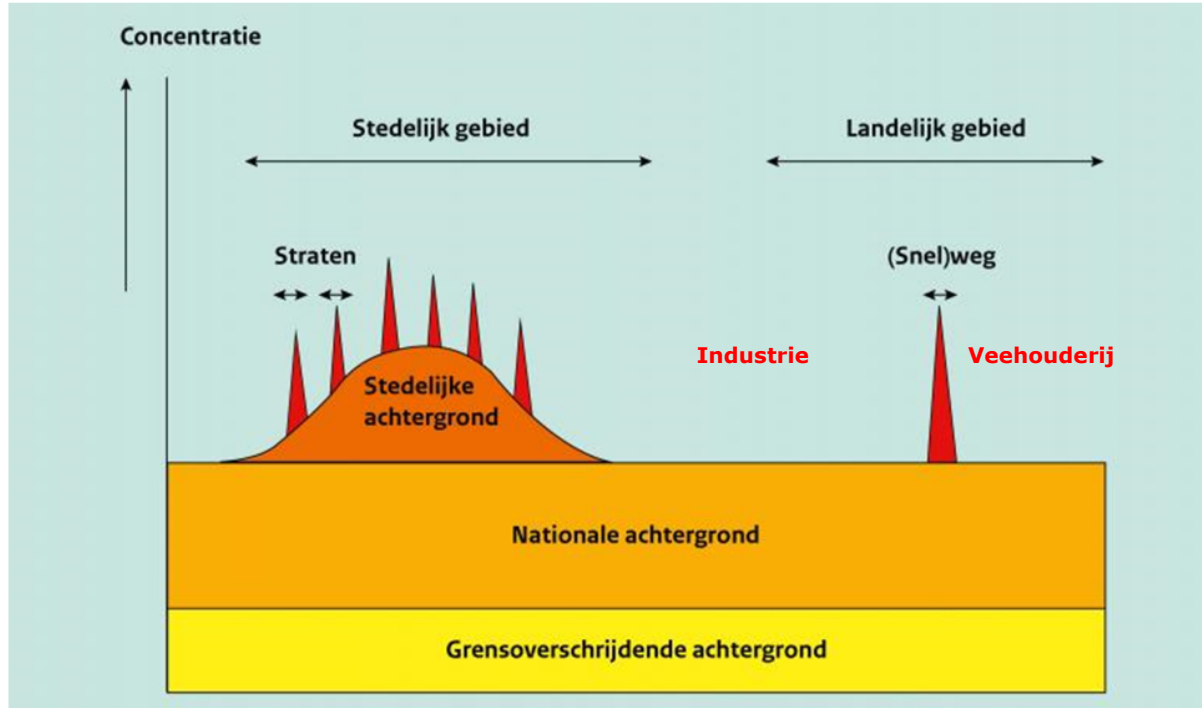 Concentratie
Stedelijk gebied
Landelijk gebied
Straten
(Snel)weg
Industrie
Veehouderij
Stedelijke
achtergrond
Nationale achtergrond
Grensoverschrijdende achtergrond